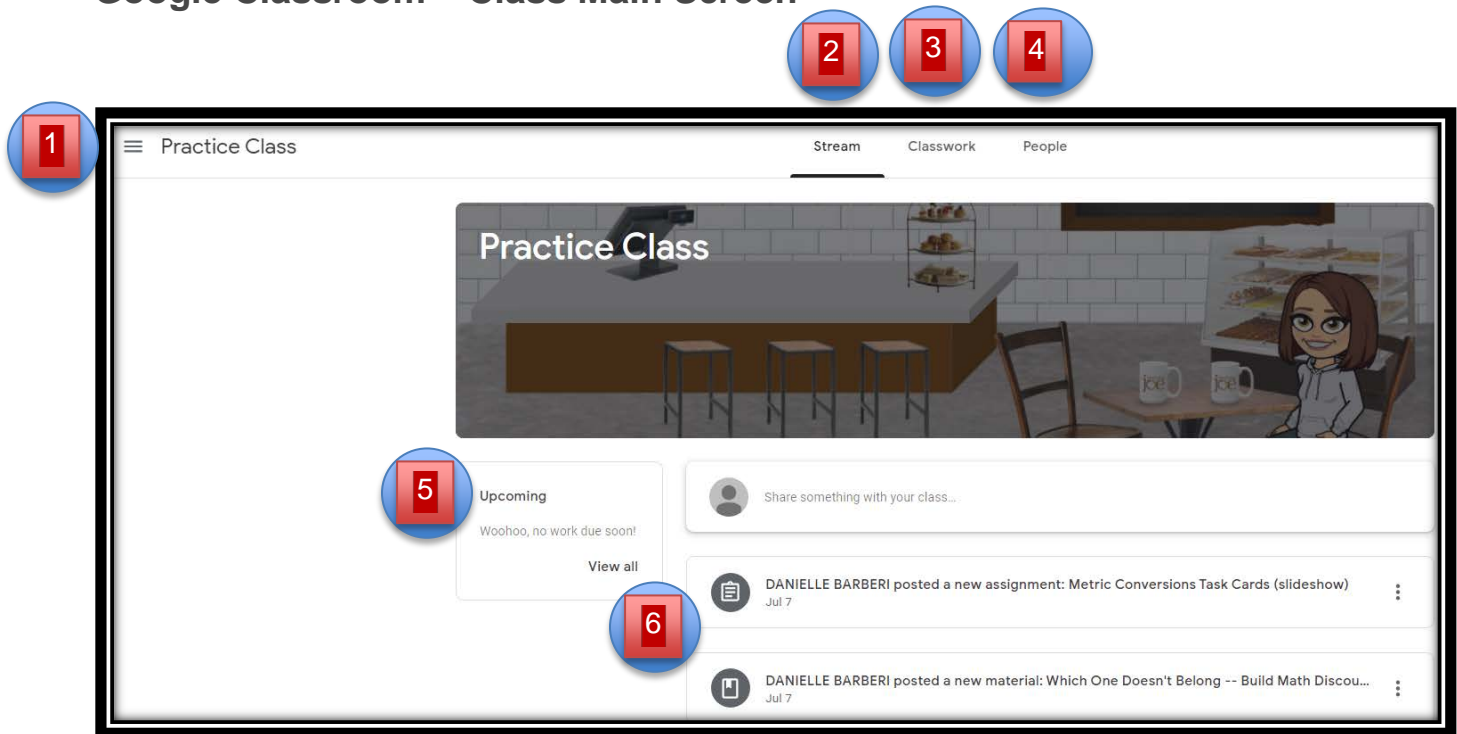 Google Classroom – Class Main Screen
2 3 4
1
Practice Class
Stream Classwork People
Practice Class
joe joe
5
Upcoming
Woohoo, no work due soon!
View all
Share something with your class...
6
DANIELLE BARBERI posted a new assignment: Metric Conversions Task Cards (slideshow)
Jul 7
DANIELLE BARBERI posted a new material: Which One Doesn't Belong -- Build Math Discou...
Jul 7